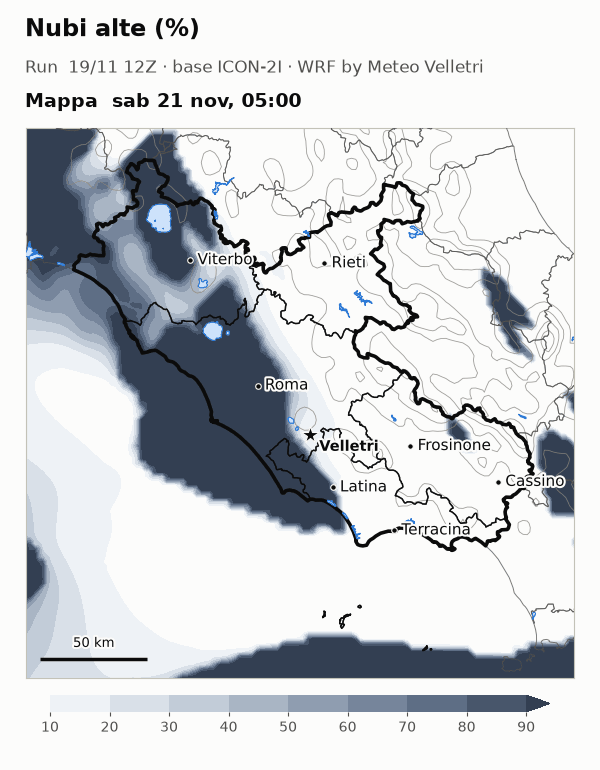 Nubi alte (%)
Run 19/11 12Z · base ICON-2I · WRF by Meteo Velletri
Mappa sab 21 nov, 05:00
Viterbo
Rieti
Roma
Velletri
Frosinone
Latina
Cassino
Terracina
50 km
10 20 30 40 50 60 70 80 90